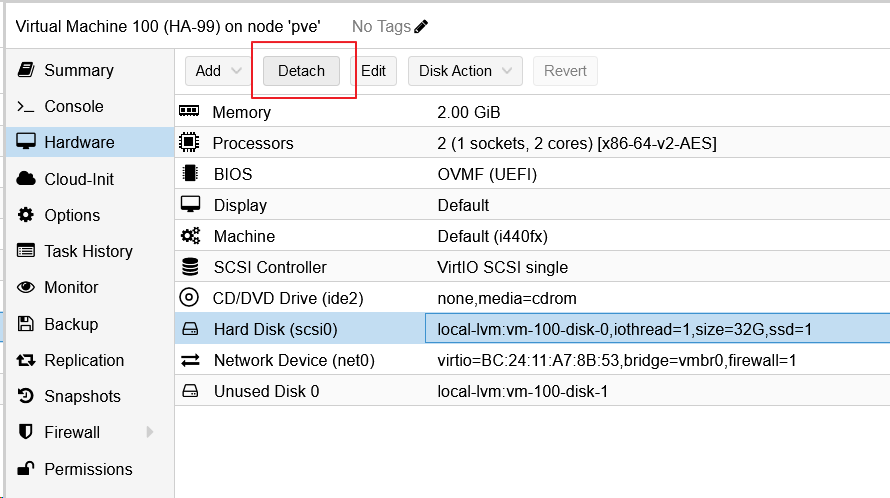 Virtual Machine 100 (HA-99) on node 'pve' No Tags
Summary
Console
Hardware
Cloud-Init
Options
Task History
Monitor
Backup
Replication
Snapshots
Firewall
Permissions
Add Detach Edit Disk Action Revert
Memory 2.00 GiB
Processors 2 (1 sockets, 2 cores) [x86-64-v2-AES]
BIOS OVMF (UEFI)
Display Default
Machine Default (i440fx)
SCSI Controller VirtIO SCSI single
CD/DVD Drive (ide2) none,media=cdrom
Hard Disk (scsi0) local-lvm:vm-100-disk-0,iothread=1,size=32G,ssd=1
Network Device (net0) virtio=BC:24:11:A7:8B:53,bridge=vmbr0,firewall=1
Unused Disk 0 local-lvm:vm-100-disk-1